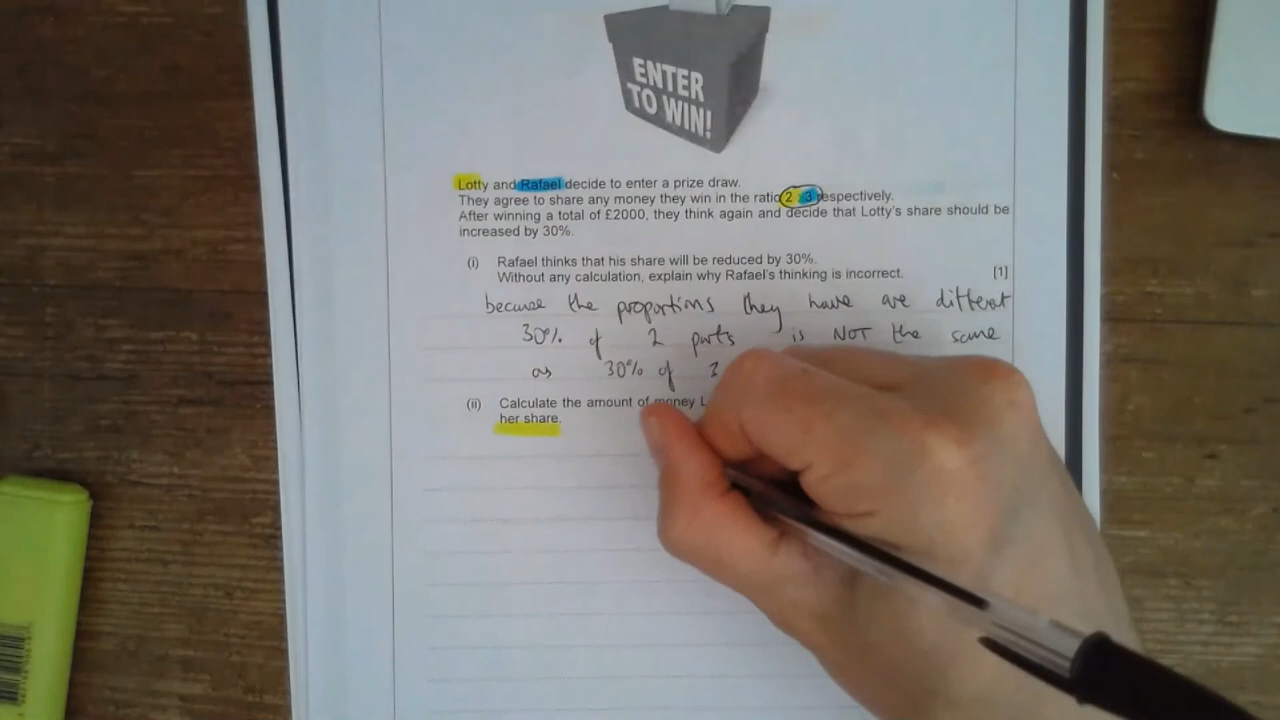 ENTER
TO WIN!
Lotty and Rafael decide to enter a prize draw.
They agree to share any money they win in the ratio 2 : 3 respectively.
After winning a total of £2000, they think again and decide that Lotty's share should be
increased by 30%.
(i) Rafael thinks that his share will be reduced by 30%.
Without any calculation, explain why Rafael's thinking is incorrect. [1]
because the proportions they have are different
30% of 2 parts is NOT the same
as 30% of 3
(ii) Calculate the amount of money L
her share.